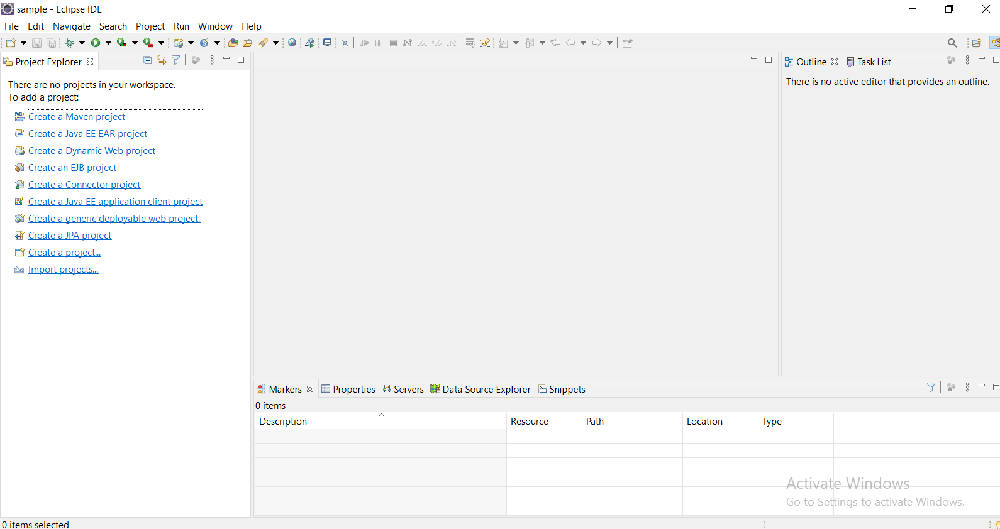 sample - Eclipse IDE
File Edit Navigate Search Project Run Window Help
Project Explorer
There are no projects in your workspace.
To add a project:
Create a Maven project
Create a Java EE EAR project
Create a Dynamic Web project
Create an EJB project
Create a Connector project
Create a Java EE application client project
Create a generic deployable web project.
Create a JPA project
Create a project...
Import projects...
Outline Task List
There is no active editor that provides an outline.
Markers Properties Servers Data Source Explorer Snippets
0 items
Description Resource Path Location Type
Activate Windows
Go to Settings to activate Windows.
0 items selected